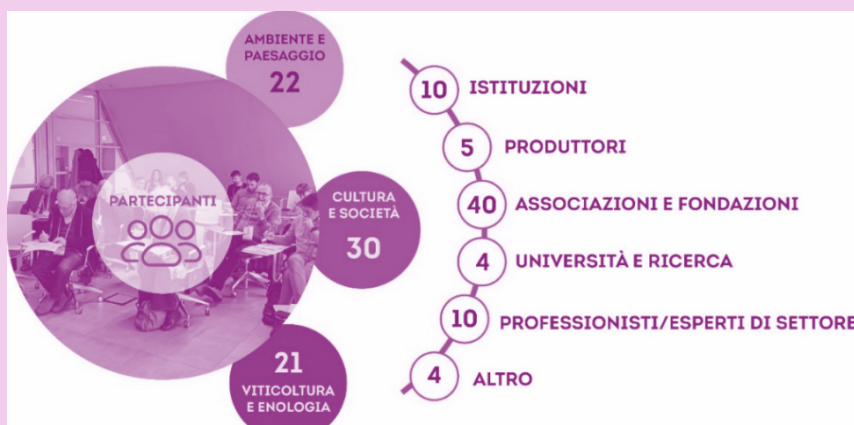 AMBIENTE E
PAESAGGIO
22
PARTECIPANTI
CULTURA
E SOCIETÀ
30
21
VITICOLTURA
E ENOLOGIA
10 ISTITUZIONI
5 PRODUTTORI
40 ASSOCIAZIONI E FONDAZIONI
4 UNIVERSITÀ E RICERCA
10 PROFESSIONISTI/ESPERTI DI SETTORE
4 ALTRO